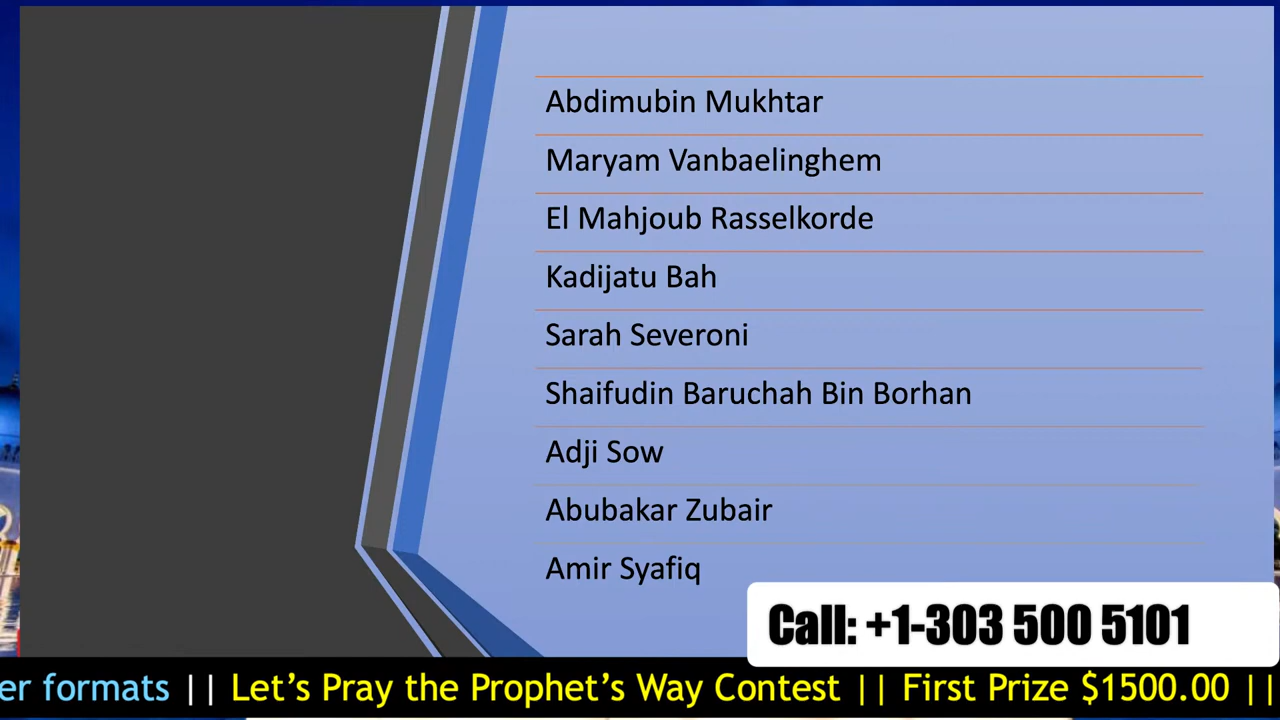 Abdimubin Mukhtar
Maryam Vanbaelinghem
El Mahjoub Rasselkorde
Kadijatu Bah
Sarah Severoni
Shaifudin Baruchah Bin Borhan
Adji Sow
Abubakar Zubair
Amir Syafiq
Call: +1-303 500 5101
er formats || Let’s Pray the Prophet’s Way Contest || First Prize $1500.00 ||